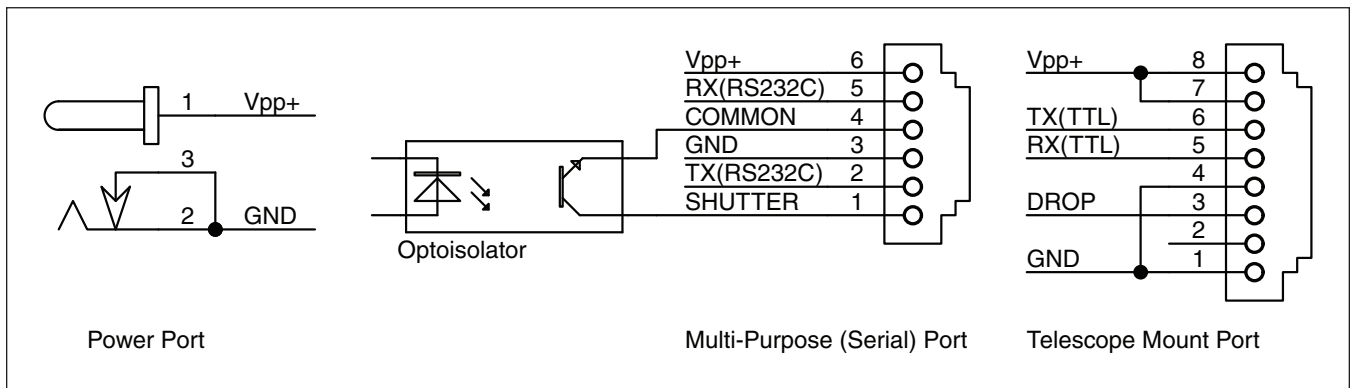 1 Vpp+
3
2 GND
Power Port
Optoisolator
Vpp+ 6
RX(RS232C) 5
COMMON 4
GND 3
TX(RS232C) 2
SHUTTER 1
Multi-Purpose (Serial) Port
Vpp+ 8
7
TX(TTL) 6
RX(TTL) 5
4
DROP 3
2
GND 1
Telescope Mount Port